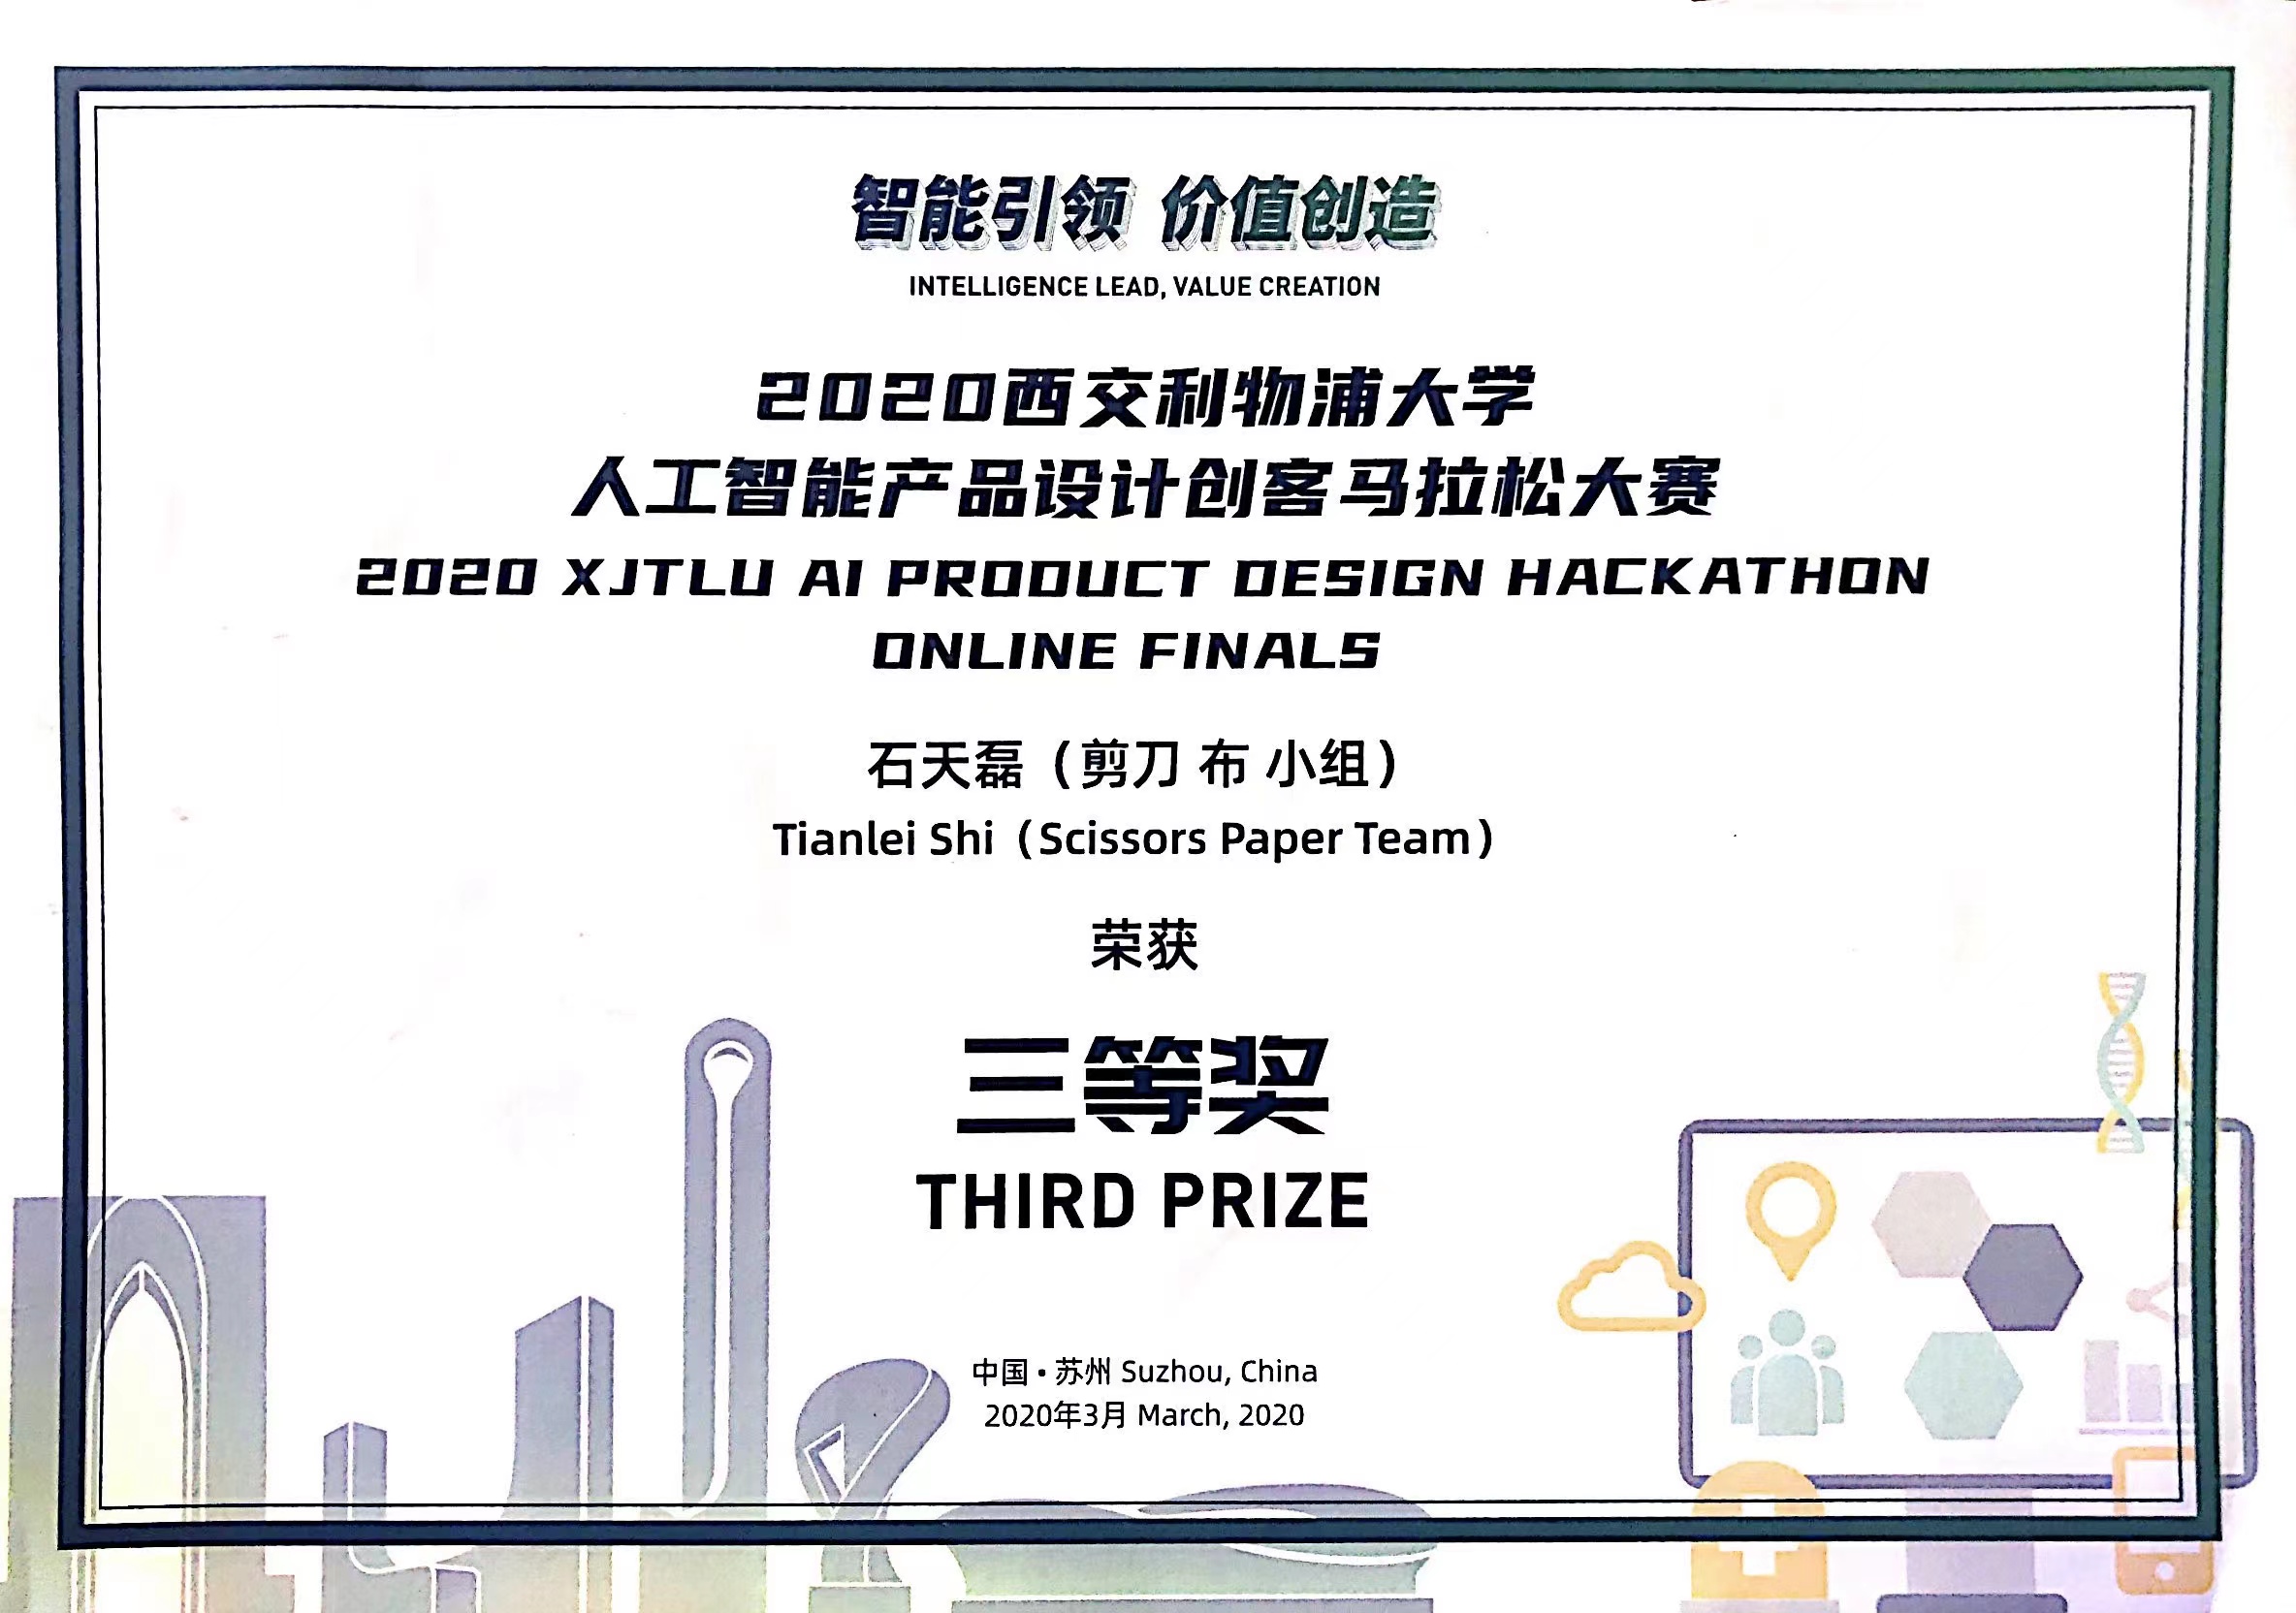 智能引领 价值创造
INTELLIGENCE LEAD, VALUE CREATION
2020西交利物浦大学
人工智能产品设计创客马拉松大赛
2020 XJTLU AI PRODUCT DESIGN HACKATHON
ONLINE FINALS
石天磊（剪刀 布 小组）
Tianlei Shi（Scissors Paper Team）
荣获
三等奖
THIRD PRIZE
中国·苏州 Suzhou, China
2020年3月 March, 2020